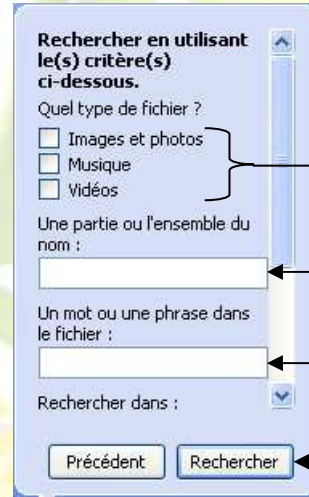 Rechercher en utilisant
le(s) critère(s)
ci-dessous.
Quel type de fichier ?
Images et photos
Musique
Vidéos
Une partie ou l'ensemble du
nom :
Un mot ou une phrase dans
le fichier :
Rechercher dans :
Précédent
Rechercher